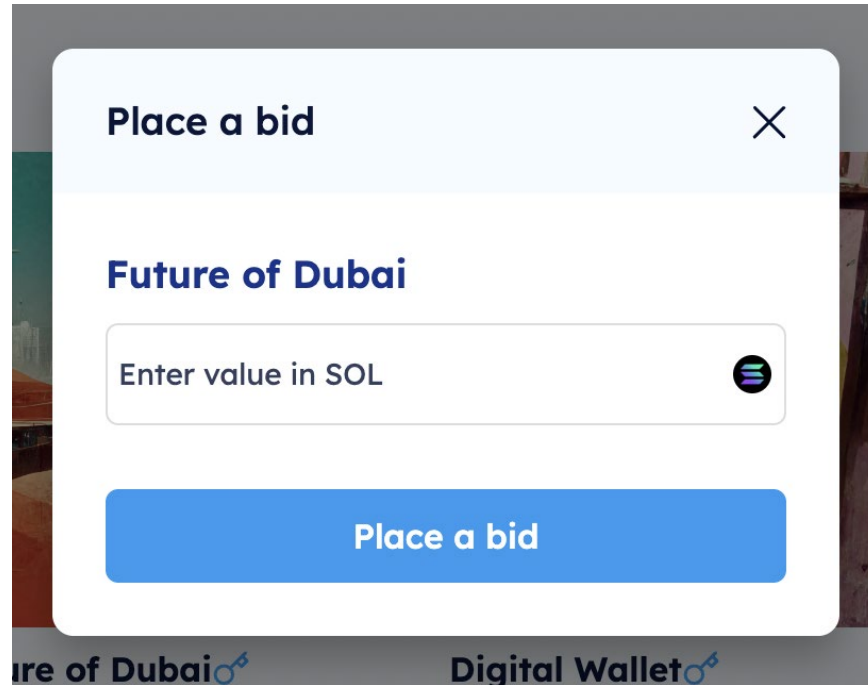 Place a bid
Future of Dubai
Enter value in SOL
Place a bid
ure of Dubai
Digital Wallet